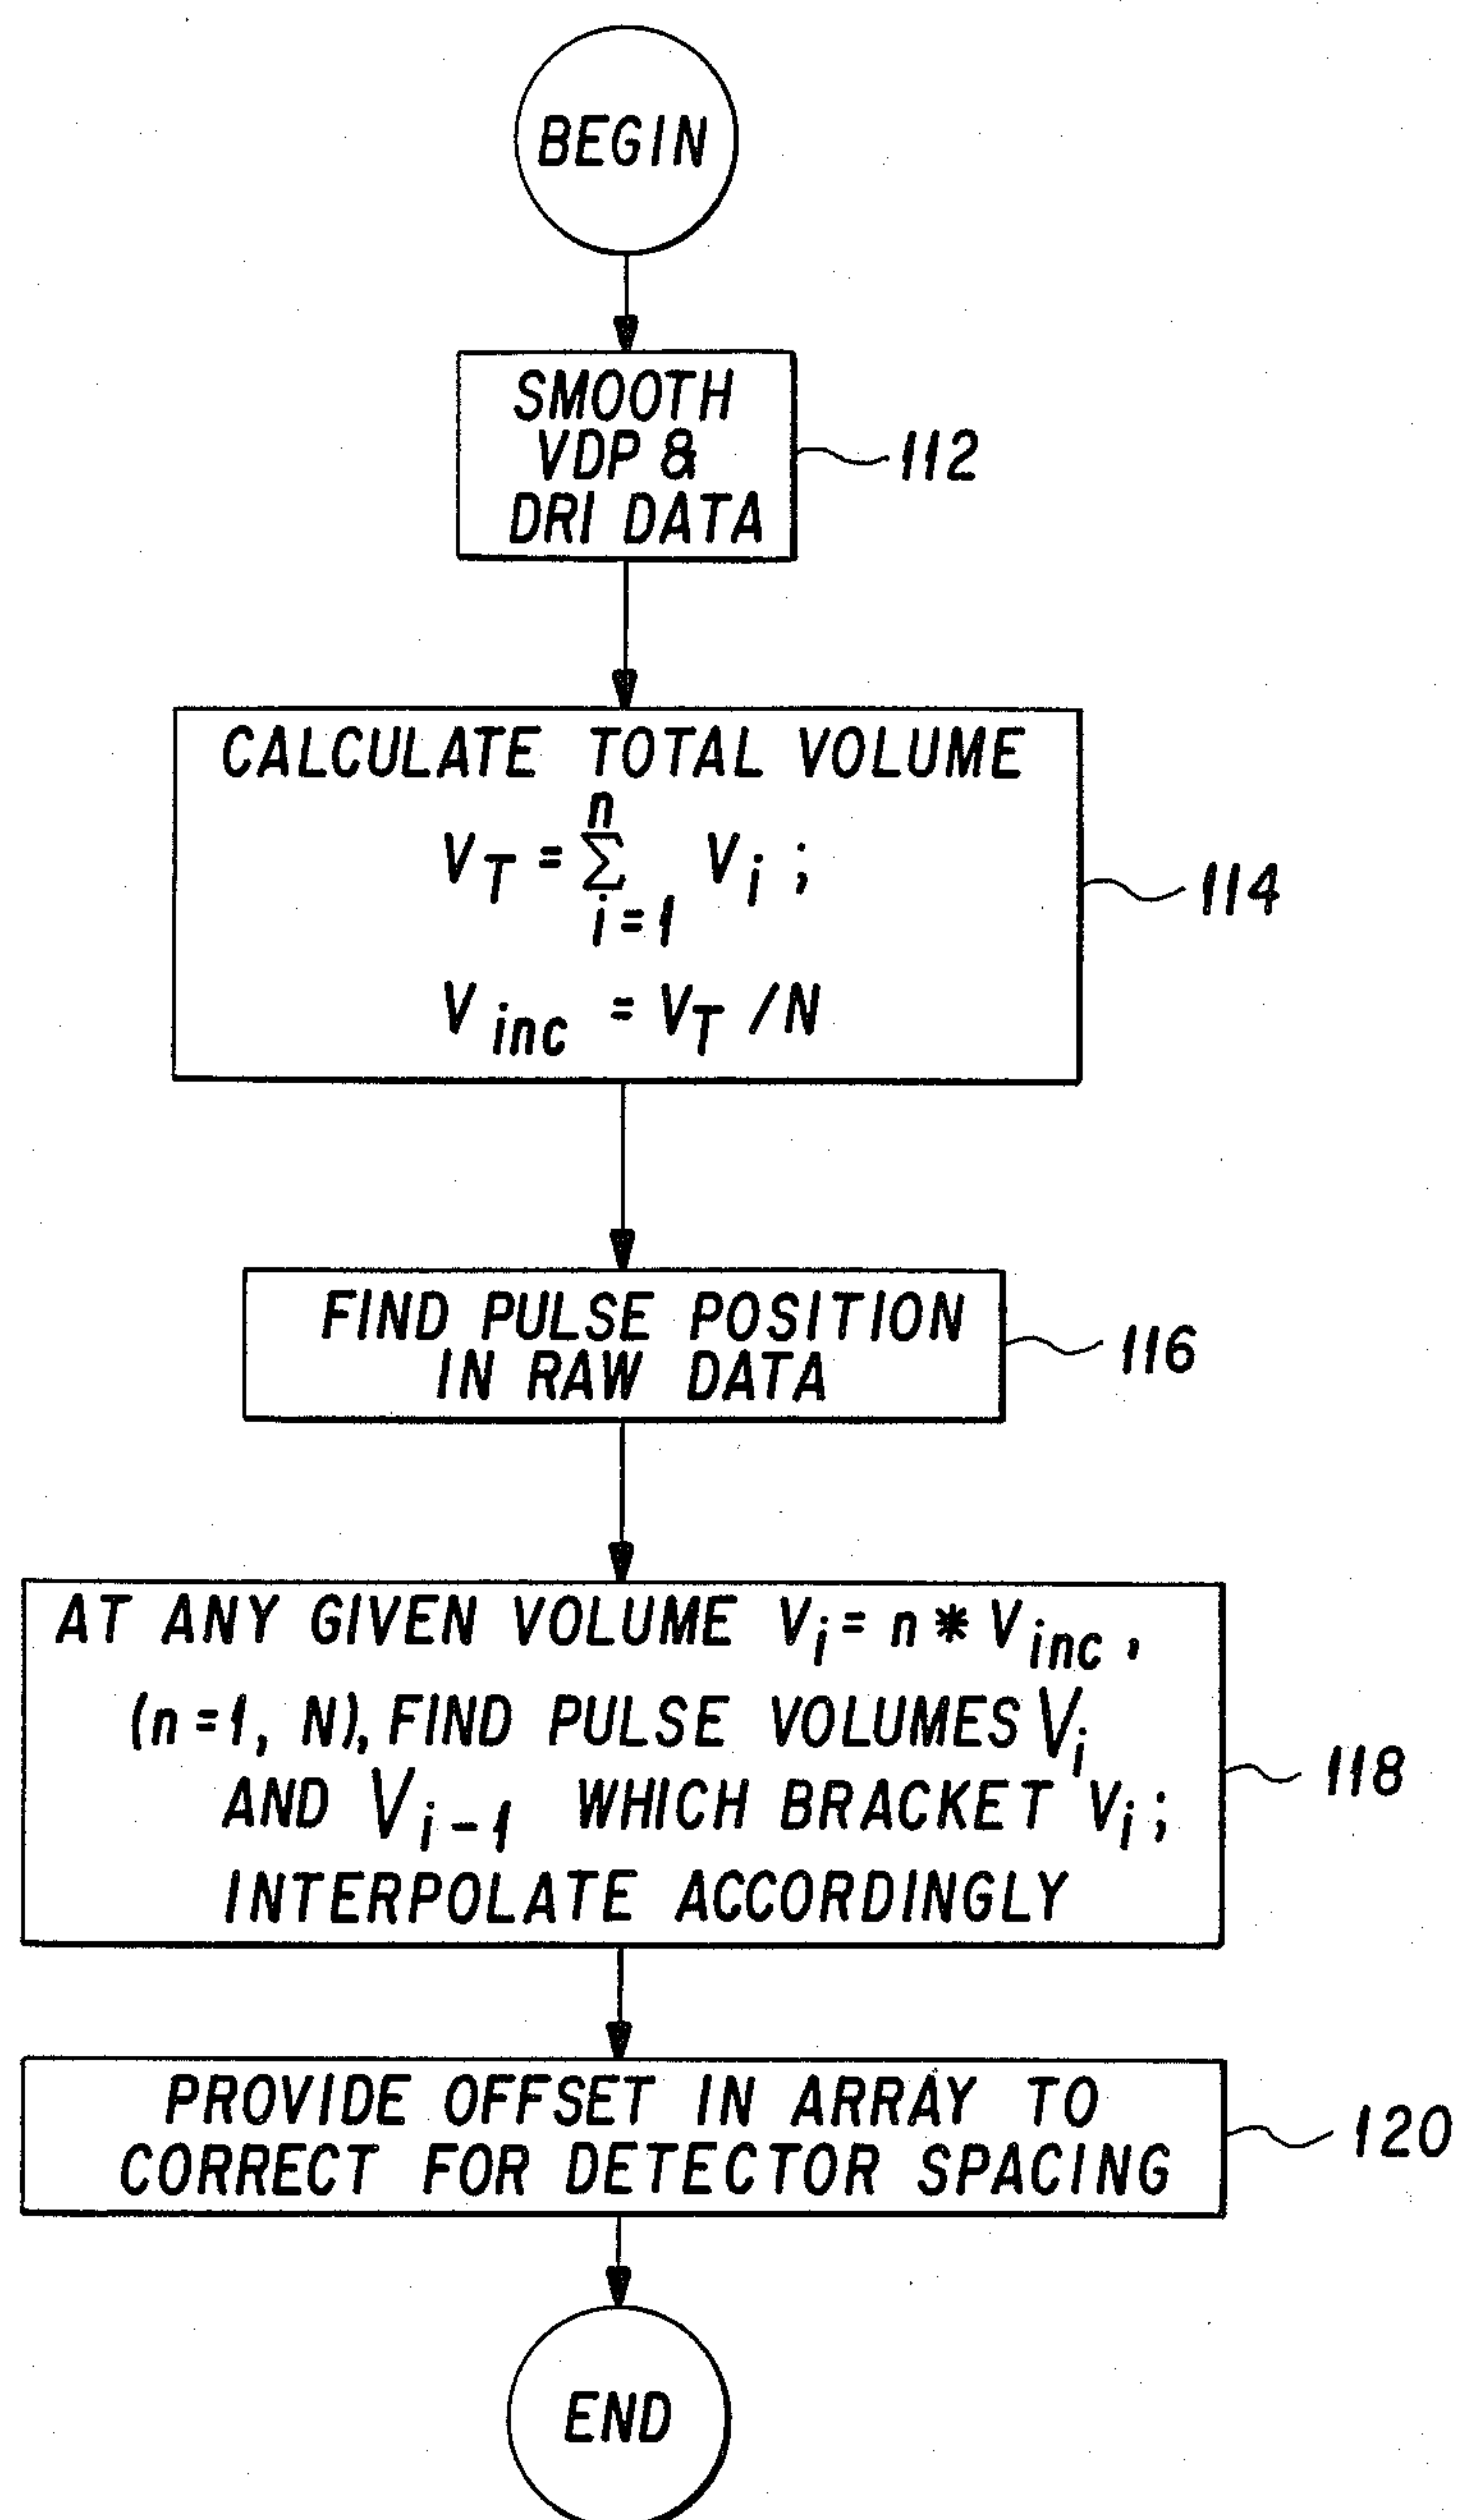 BEGIN
SMOOTH
VDP &
DRI DATA
112
CALCULATE TOTAL VOLUME
n
V_T = Σ V_i ;
i=1
V_inc = V_T / N
114
FIND PULSE POSITION
IN RAW DATA
116
AT ANY GIVEN VOLUME V_i = n * V_inc ,
(n=1, N), FIND PULSE VOLUMES V_i
AND V_i-1 WHICH BRACKET V_i ;
INTERPOLATE ACCORDINGLY
118
PROVIDE OFFSET IN ARRAY TO
CORRECT FOR DETECTOR SPACING
120
END